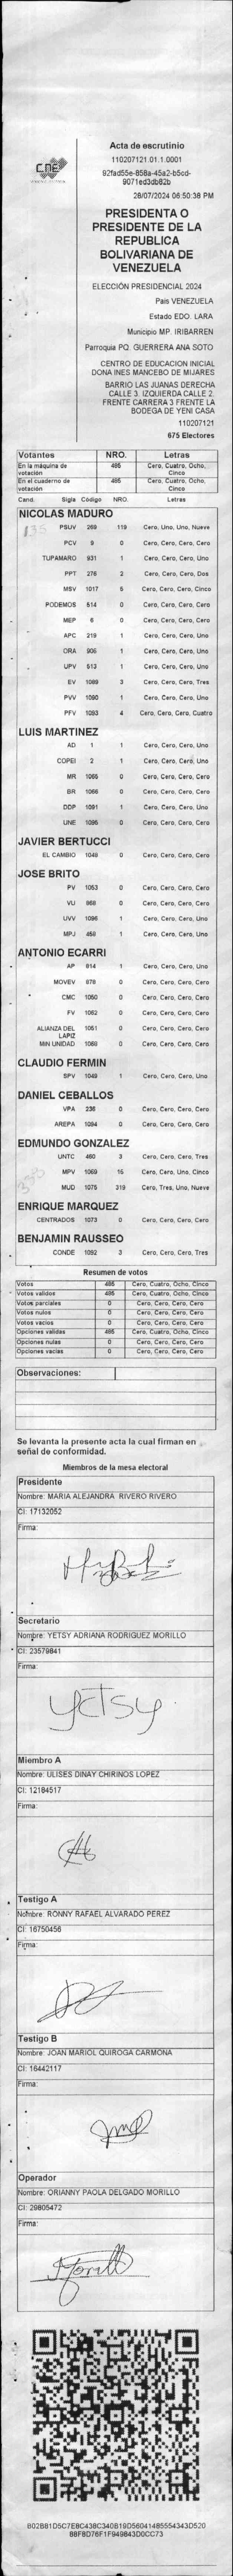 CNE
Acta de escrutinio
110207121.01.1.0001
92fad55e-858a-45a2-b5cd-
9071ed3db82b
28/07/2024 06:50:38 PM
PRESIDENTA O
PRESIDENTE DE LA
REPUBLICA
BOLIVARIANA DE
VENEZUELA
ELECCIÓN PRESIDENCIAL 2024
País VENEZUELA
Estado EDO. LARA
Municipio MP. IRIBARREN
Parroquia PQ. GUERRERA ANA SOTO
CENTRO DE EDUCACION INICIAL
DONA INES MANCEBO DE MIJARES
BARRIO LAS JUANAS DERECHA
CALLE 3. IZQUIERDA CALLE 2.
FRENTE CARRERA 3 FRENTE LA
BODEGA DE YENI CASA
110207121
675 Electores
Votantes NRO. Letras
En la máquina de votación 485 Cero, Cuatro, Ocho, Cinco
En el cuaderno de votación 485 Cero, Cuatro, Ocho, Cinco
Cand. Sigla Código NRO. Letras
NICOLAS MADURO
135
PSUV 269 119 Cero, Uno, Uno, Nueve
PCV 9 0 Cero, Cero, Cero, Cero
TUPAMARO 931 1 Cero, Cero, Cero, Uno
PPT 276 2 Cero, Cero, Cero, Dos
MSV 1017 5 Cero, Cero, Cero, Cinco
PODEMOS 514 0 Cero, Cero, Cero, Cero
MEP 6 0 Cero, Cero, Cero, Cero
APC 219 1 Cero, Cero, Cero, Uno
ORA 906 1 Cero, Cero, Cero, Uno
UPV 513 1 Cero, Cero, Cero, Uno
EV 1089 3 Cero, Cero, Cero, Tres
PVV 1090 1 Cero, Cero, Cero, Uno
PFV 1093 4 Cero, Cero, Cero, Cuatro
LUIS MARTINEZ
AD 1 1 Cero, Cero, Cero, Uno
COPEI 2 1 Cero, Cero, Cero, Uno
MR 1065 0 Cero, Cero, Cero, Cero
BR 1066 0 Cero, Cero, Cero, Cero
DDP 1091 1 Cero, Cero, Cero, Uno
UNE 1095 0 Cero, Cero, Cero, Cero
JAVIER BERTUCCI
EL CAMBIO 1048 0 Cero, Cero, Cero, Cero
JOSE BRITO
PV 1053 0 Cero, Cero, Cero, Cero
VU 868 0 Cero, Cero, Cero, Cero
UVV 1096 1 Cero, Cero, Cero, Uno
MPJ 458 1 Cero, Cero, Cero, Uno
ANTONIO ECARRI
AP 814 1 Cero, Cero, Cero, Uno
MOVEV 878 0 Cero, Cero, Cero, Cero
CMC 1050 0 Cero, Cero, Cero, Cero
FV 1062 0 Cero, Cero, Cero, Cero
ALIANZA DEL LAPIZ 1051 0 Cero, Cero, Cero, Cero
MIN UNIDAD 1058 0 Cero, Cero, Cero, Cero
CLAUDIO FERMIN
SPV 1049 1 Cero, Cero, Cero, Uno
DANIEL CEBALLOS
VPA 236 0 Cero, Cero, Cero, Cero
AREPA 1094 0 Cero, Cero, Cero, Cero
EDMUNDO GONZALEZ
338
UNTC 460 3 Cero, Cero, Cero, Tres
MPV 1069 16 Cero, Cero, Uno, Cinco
MUD 1075 319 Cero, Tres, Uno, Nueve
ENRIQUE MARQUEZ
CENTRADOS 1073 0 Cero, Cero, Cero, Cero
BENJAMIN RAUSSEO
CONDE 1092 3 Cero, Cero, Cero, Tres
Resumen de votos
Votos 485 Cero, Cuatro, Ocho, Cinco
Votos validos 485 Cero, Cuatro, Ocho, Cinco
Votos parciales 0 Cero, Cero, Cero, Cero
Votos nulos 0 Cero, Cero, Cero, Cero
Votos vacios 0 Cero, Cero, Cero, Cero
Opciones validas 485 Cero, Cuatro, Ocho, Cinco
Opciones nulas 0 Cero, Cero, Cero, Cero
Opciones vacias 0 Cero, Cero, Cero, Cero
Observaciones:
Se levanta la presente acta la cual firman en
señal de conformidad.
Miembros de la mesa electoral
Presidente
Nombre: MARIA ALEJANDRA RIVERO RIVERO
CI: 17132052
Firma:
Secretario
Nombre: YETSY ADRIANA RODRIGUEZ MORILLO
CI: 23579841
Firma:
yetsy
Miembro A
Nombre: ULISES DINAY CHIRINOS LOPEZ
CI: 12184517
Firma:
Testigo A
Nombre: RONNY RAFAEL ALVARADO PEREZ
CI: 16750456
Firma:
Testigo B
Nombre: JOAN MARIOL QUIROGA CARMONA
CI: 16442117
Firma:
Operador
Nombre: ORIANNY PAOLA DELGADO MORILLO
CI: 29805472
Firma:
B02B81D5C7E8C438C340B19D56041485554343D520
88F8D76F1F949843D0CC73